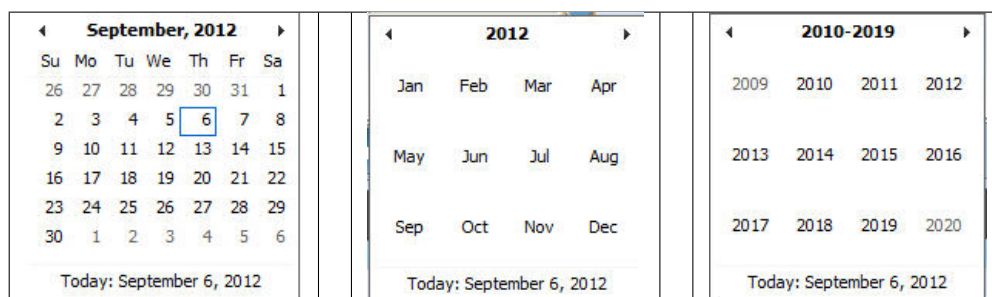 September, 2012
Su Mo Tu We Th Fr Sa
26 27 28 29 30 31 1
2 3 4 5 6 7 8
9 10 11 12 13 14 15
16 17 18 19 20 21 22
23 24 25 26 27 28 29
30 1 2 3 4 5 6
Today: September 6, 2012
2012
Jan Feb Mar Apr
May Jun Jul Aug
Sep Oct Nov Dec
Today: September 6, 2012
2010-2019
2009 2010 2011 2012
2013 2014 2015 2016
2017 2018 2019 2020
Today: September 6, 2012